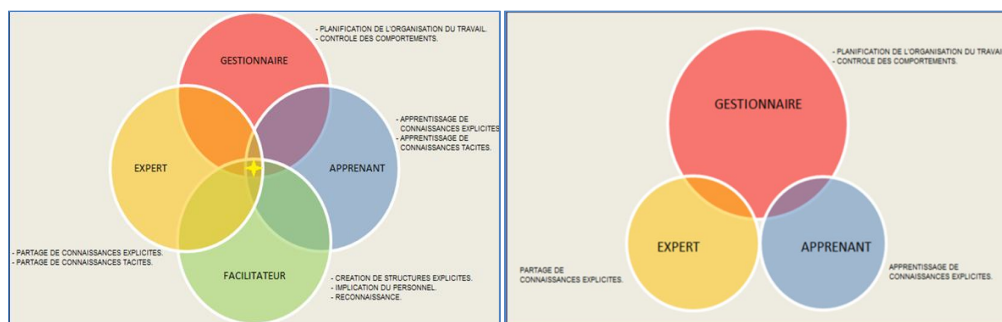 - PLANIFICATION DE L'ORGANISATION DU TRAVAIL.
- CONTROLE DES COMPORTEMENTS.
GESTIONNAIRE
- APPRENTISSAGE DE
CONNAISSANCES EXPLICITES
- APPRENTISSAGE DE
CONNAISSANCES TACITES.
EXPERT
APPRENANT
- PARTAGE DE CONNAISSANCES EXPLICITES.
- PARTAGE DE CONNAISSANCES TACITES.
FACILITATEUR
- CREATION DE STRUCTURES EXPLICITES.
- IMPLICATION DU PERSONNEL.
- RECONNAISSANCE.
- PLANIFICATION DE L'ORGANISATION DU TRAVAI
- CONTROLE DES COMPORTEMENTS.
GESTIONNAIRE
EXPERT
APPRENANT
PARTAGE DE
CONNAISSANCES EXPLICITES.
APPRENTISSAGE DE
CONNAISSANCES EXPLICITES.